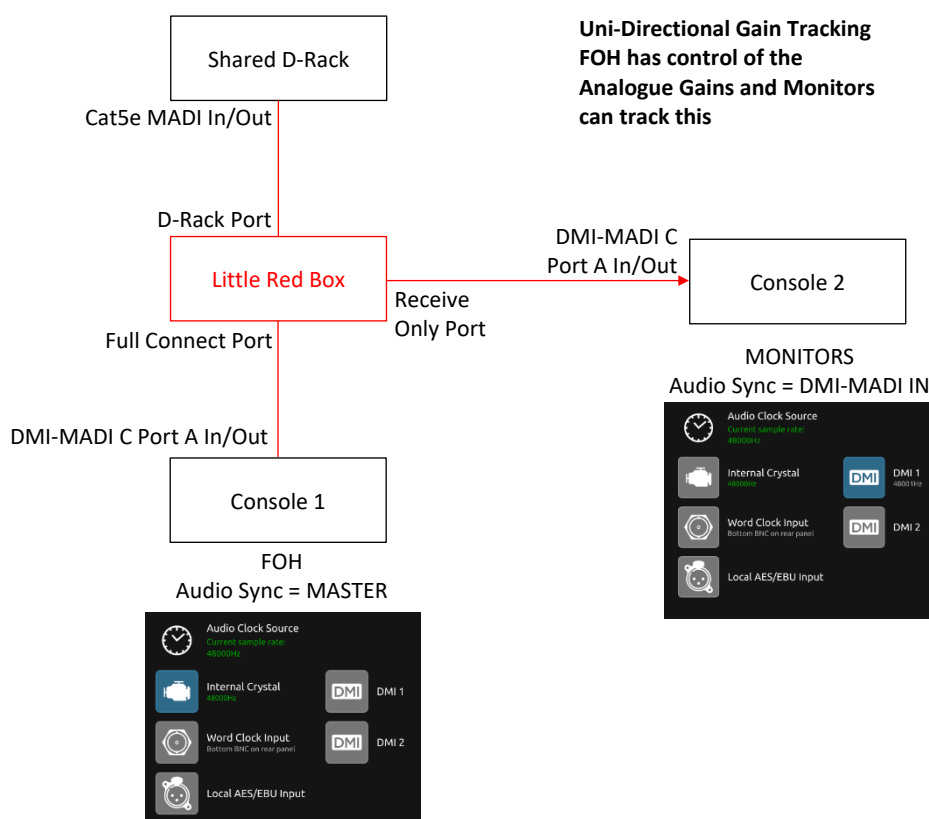 Uni-Directional Gain Tracking
FOH has control of the
Analogue Gains and Monitors
can track this
Shared D-Rack
Cat5e MADI In/Out
D-Rack Port
Little Red Box
Full Connect Port
Receive
Only Port
DMI-MADI C
Port A In/Out
Console 2
MONITORS
Audio Sync = DMI-MADI IN
Audio Clock Source
Current sample rate:
48000Hz
Internal Crystal
48000Hz
DMI
DMI 1
48001Hz
Word Clock Input
Bottom BNC on rear panel
DMI
DMI 2
Local AES/EBU Input
DMI-MADI C Port A In/Out
Console 1
FOH
Audio Sync = MASTER
Audio Clock Source
Current sample rate:
48000Hz
Internal Crystal
48000Hz
DMI
DMI 1
Word Clock Input
Bottom BNC on rear panel
DMI
DMI 2
Local AES/EBU Input